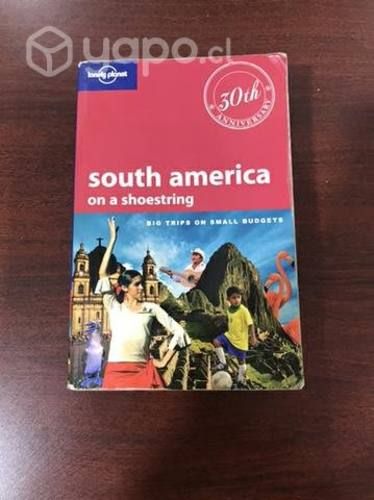 yapo.cl
lonely planet
30th
ANNIVERSARY
south america
on a shoestring
BIG TRIPS ON SMALL BUDGETS